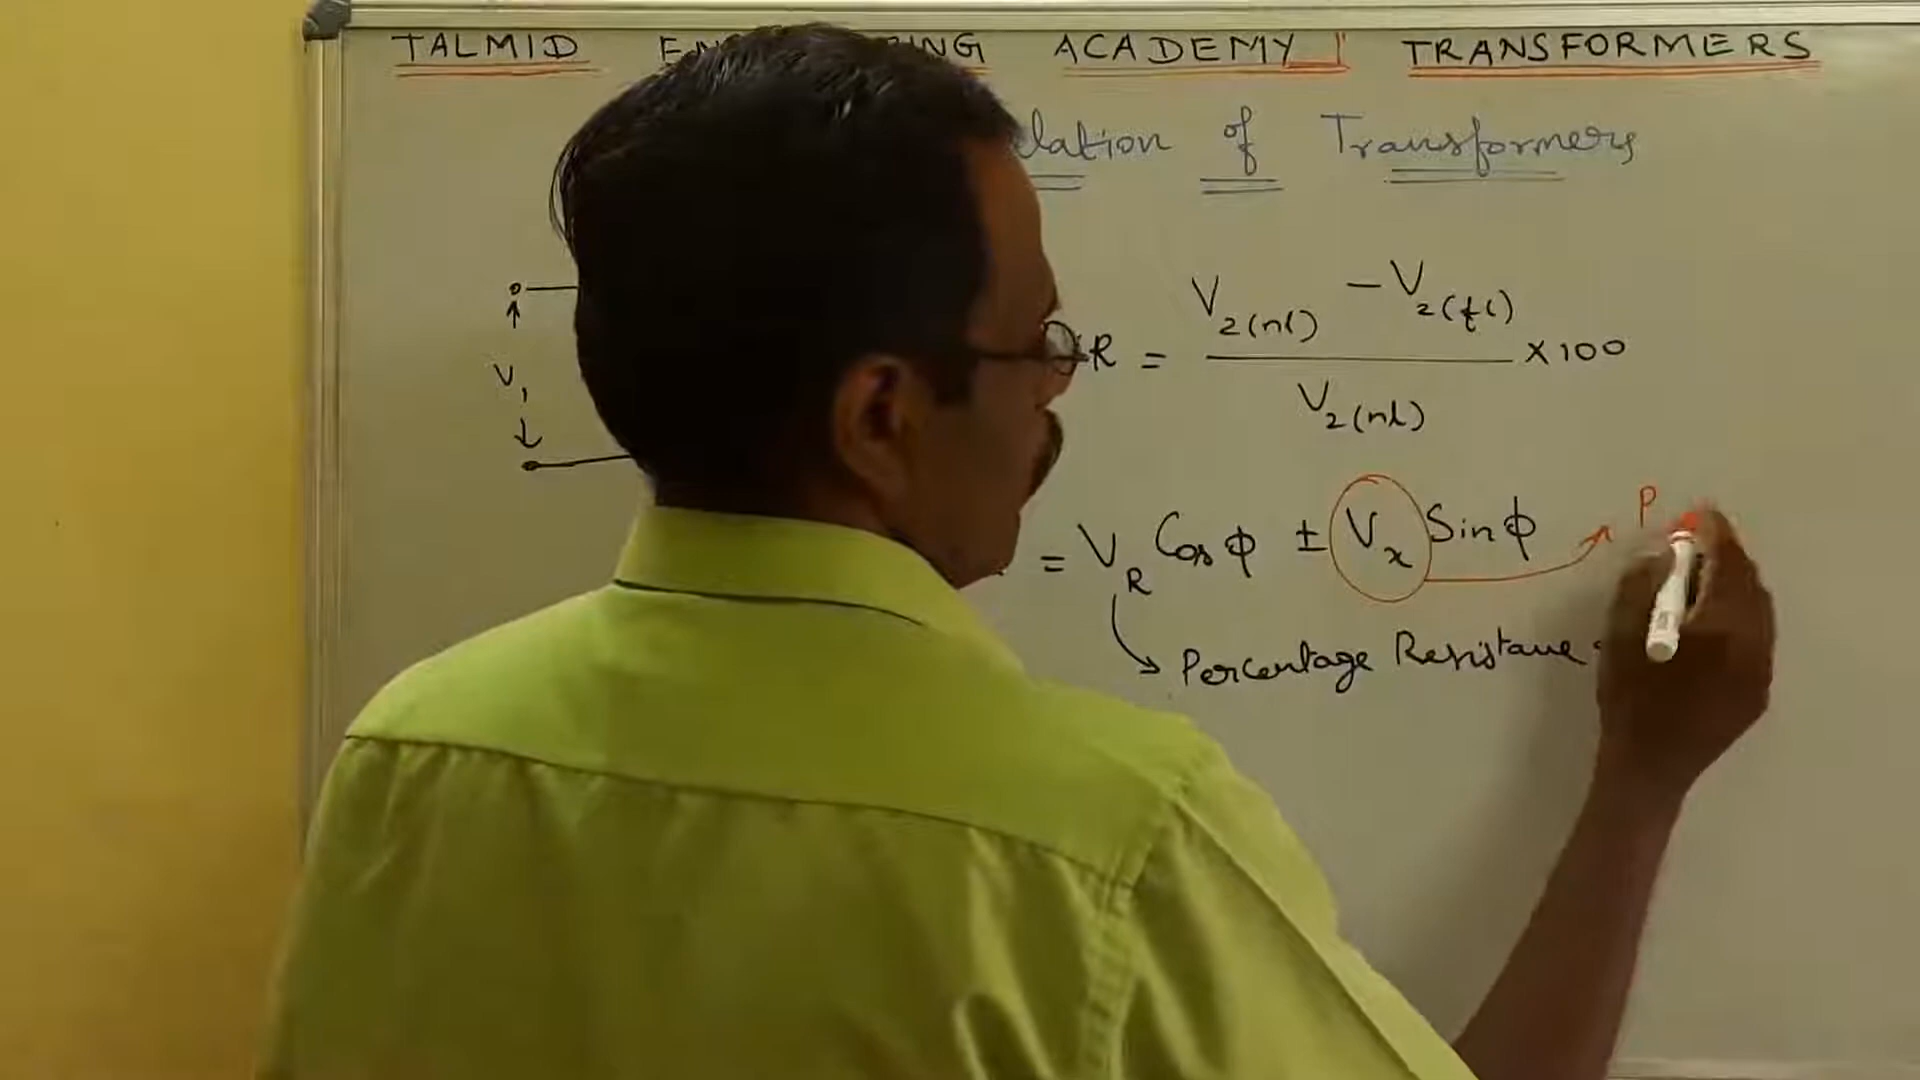 TALMID ACADEMY TRANSFORMERS
of Transformers
R = V2(nl) - V2(fl) / V2(nl) × 100
V1
= VR Cos φ ± Vx Sin φ
P
Percentage Resistance